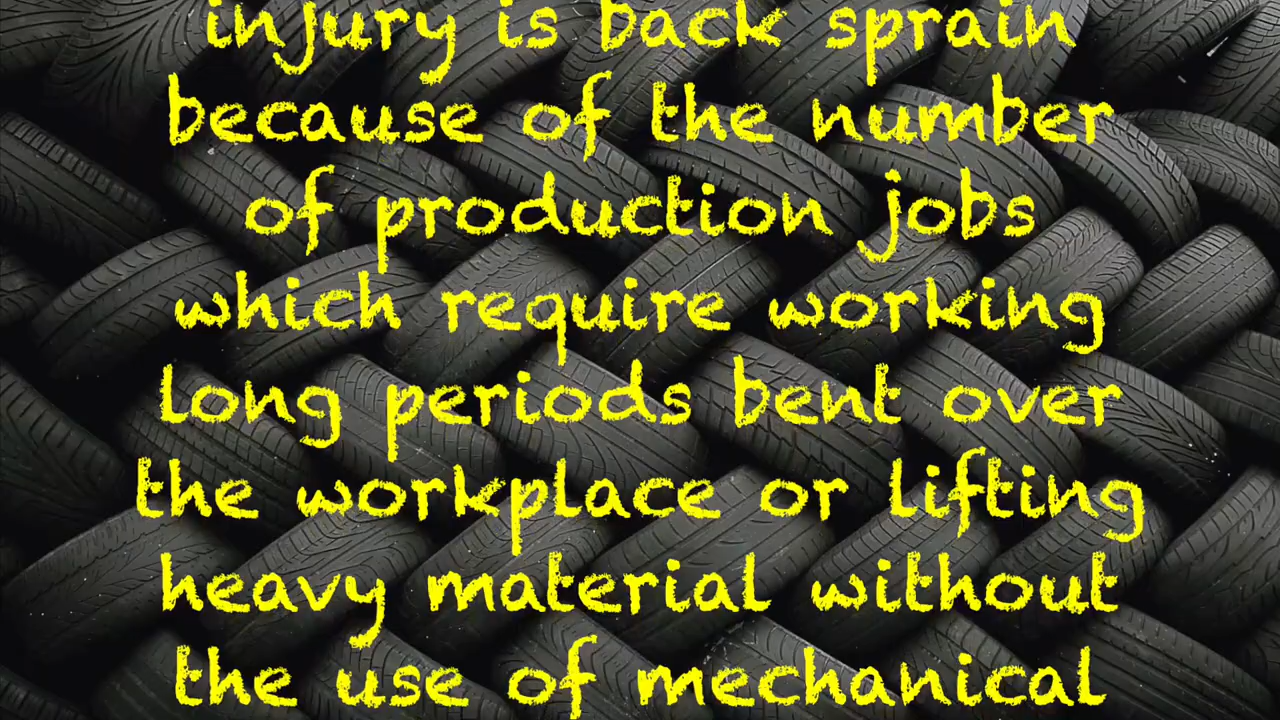 injury is back sprain
because of the number
of production jobs
which require working
long periods bent over
the workplace or lifting
heavy material without
the use of mechanical